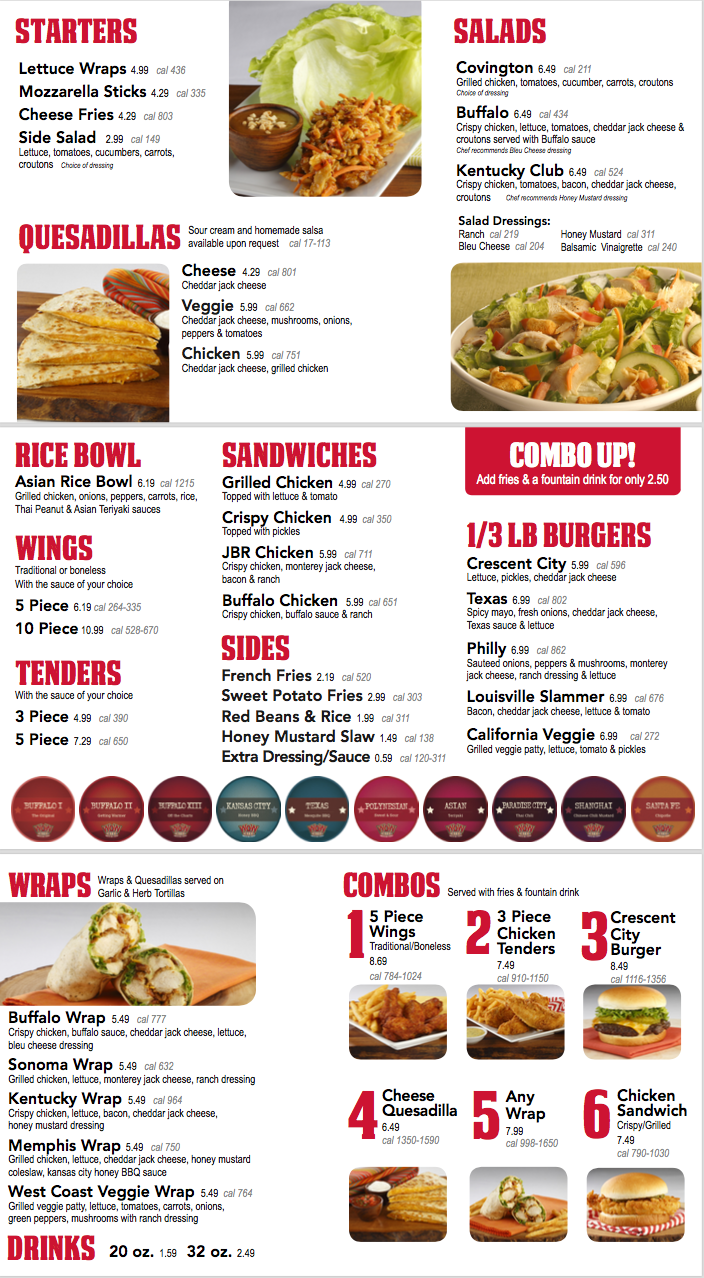 STARTERS
Lettuce Wraps 4.99 cal 436
Mozzarella Sticks 4.29 cal 335
Cheese Fries 4.29 cal 803
Side Salad 2.99 cal 149
Lettuce, tomatoes, cucumbers, carrots,
croutons Choice of dressing
SALADS
Covington 6.49 cal 211
Grilled chicken, tomatoes, cucumber, carrots, croutons
Choice of dressing
Buffalo 6.49 cal 434
Crispy chicken, lettuce, tomatoes, cheddar jack cheese &
croutons served with Buffalo sauce
Chef recommends Bleu Cheese dressing
Kentucky Club 6.49 cal 524
Crispy chicken, tomatoes, bacon, cheddar jack cheese,
croutons Chef recommends Honey Mustard dressing
Salad Dressings:
Ranch cal 219 Honey Mustard cal 311
Bleu Cheese cal 204 Balsamic Vinaigrette cal 240
QUESADILLAS Sour cream and homemade salsa
available upon request cal 17-113
Cheese 4.29 cal 801
Cheddar jack cheese
Veggie 5.99 cal 662
Cheddar jack cheese, mushrooms, onions,
peppers & tomatoes
Chicken 5.99 cal 751
Cheddar jack cheese, grilled chicken
RICE BOWL
Asian Rice Bowl 6.19 cal 1215
Grilled chicken, onions, peppers, carrots, rice,
Thai Peanut & Asian Teriyaki sauces
WINGS
Traditional or boneless
With the sauce of your choice
5 Piece 6.19 cal 264-335
10 Piece 10.99 cal 528-670
TENDERS
With the sauce of your choice
3 Piece 4.99 cal 390
5 Piece 7.29 cal 650
SANDWICHES
Grilled Chicken 4.99 cal 270
Topped with lettuce & tomato
Crispy Chicken 4.99 cal 350
Topped with pickles
JBR Chicken 5.99 cal 711
Crispy chicken, monterey jack cheese,
bacon & ranch
Buffalo Chicken 5.99 cal 651
Crispy chicken, buffalo sauce & ranch
SIDES
French Fries 2.19 cal 520
Sweet Potato Fries 2.99 cal 303
Red Beans & Rice 1.99 cal 311
Honey Mustard Slaw 1.49 cal 138
Extra Dressing/Sauce 0.59 cal 120-311
COMBO UP!
Add fries & a fountain drink for only 2.50
1/3 LB BURGERS
Crescent City 5.99 cal 596
Lettuce, pickles, cheddar jack cheese
Texas 6.99 cal 802
Spicy mayo, fresh onions, cheddar jack cheese,
Texas sauce & lettuce
Philly 6.99 cal 862
Sauteed onions, peppers & mushrooms, monterey
jack cheese, ranch dressing & lettuce
Louisville Slammer 6.99 cal 676
Bacon, cheddar jack cheese, lettuce & tomato
California Veggie 6.99 cal 272
Grilled veggie patty, lettuce, tomato & pickles
BUFFALO I
The Original
BUFFALO II
Getting Warmer
BUFFALO XIII
Off the Charts
KANSAS CITY
Honey BBQ
TEXAS
Mesquite BBQ
POLYNESIAN
Sweet & Sour
ASIAN
Teriyaki
PARADISE CITY
Thai Chili
SHANGHAI
Chinese Chili Mustard
SANTA FE
Chipotle
WRAPS Wraps & Quesadillas served on
Garlic & Herb Tortillas
Buffalo Wrap 5.49 cal 777
Crispy chicken, buffalo sauce, cheddar jack cheese, lettuce,
bleu cheese dressing
Sonoma Wrap 5.49 cal 632
Grilled chicken, lettuce, monterey jack cheese, ranch dressing
Kentucky Wrap 5.49 cal 964
Crispy chicken, lettuce, bacon, cheddar jack cheese,
honey mustard dressing
Memphis Wrap 5.49 cal 750
Grilled chicken, lettuce, cheddar jack cheese, honey mustard
coleslaw, kansas city honey BBQ sauce
West Coast Veggie Wrap 5.49 cal 764
Grilled veggie patty, lettuce, tomatoes, carrots, onions,
green peppers, mushrooms with ranch dressing
DRINKS 20 oz. 1.59 32 oz. 2.49
COMBOS Served with fries & fountain drink
1 5 Piece
Wings
Traditional/Boneless
8.69
cal 784-1024
2 3 Piece
Chicken
Tenders
7.49
cal 910-1150
3 Crescent
City
Burger
8.49
cal 1116-1356
4 Cheese
Quesadilla
6.49
cal 1350-1590
5 Any
Wrap
7.99
cal 998-1650
6 Chicken
Sandwich
Crispy/Grilled
7.49
cal 790-1030